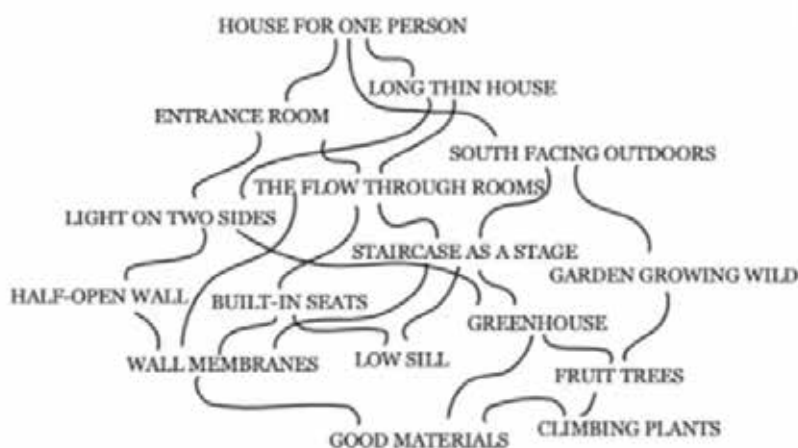 HOUSE FOR ONE PERSON
LONG THIN HOUSE
ENTRANCE ROOM
SOUTH FACING OUTDOORS
THE FLOW THROUGH ROOMS
LIGHT ON TWO SIDES
STAIRCASE AS A STAGE
GARDEN GROWING WILD
HALF-OPEN WALL
BUILT-IN SEATS
GREENHOUSE
WALL MEMBRANES
LOW SILL
FRUIT TREES
CLIMBING PLANTS
GOOD MATERIALS